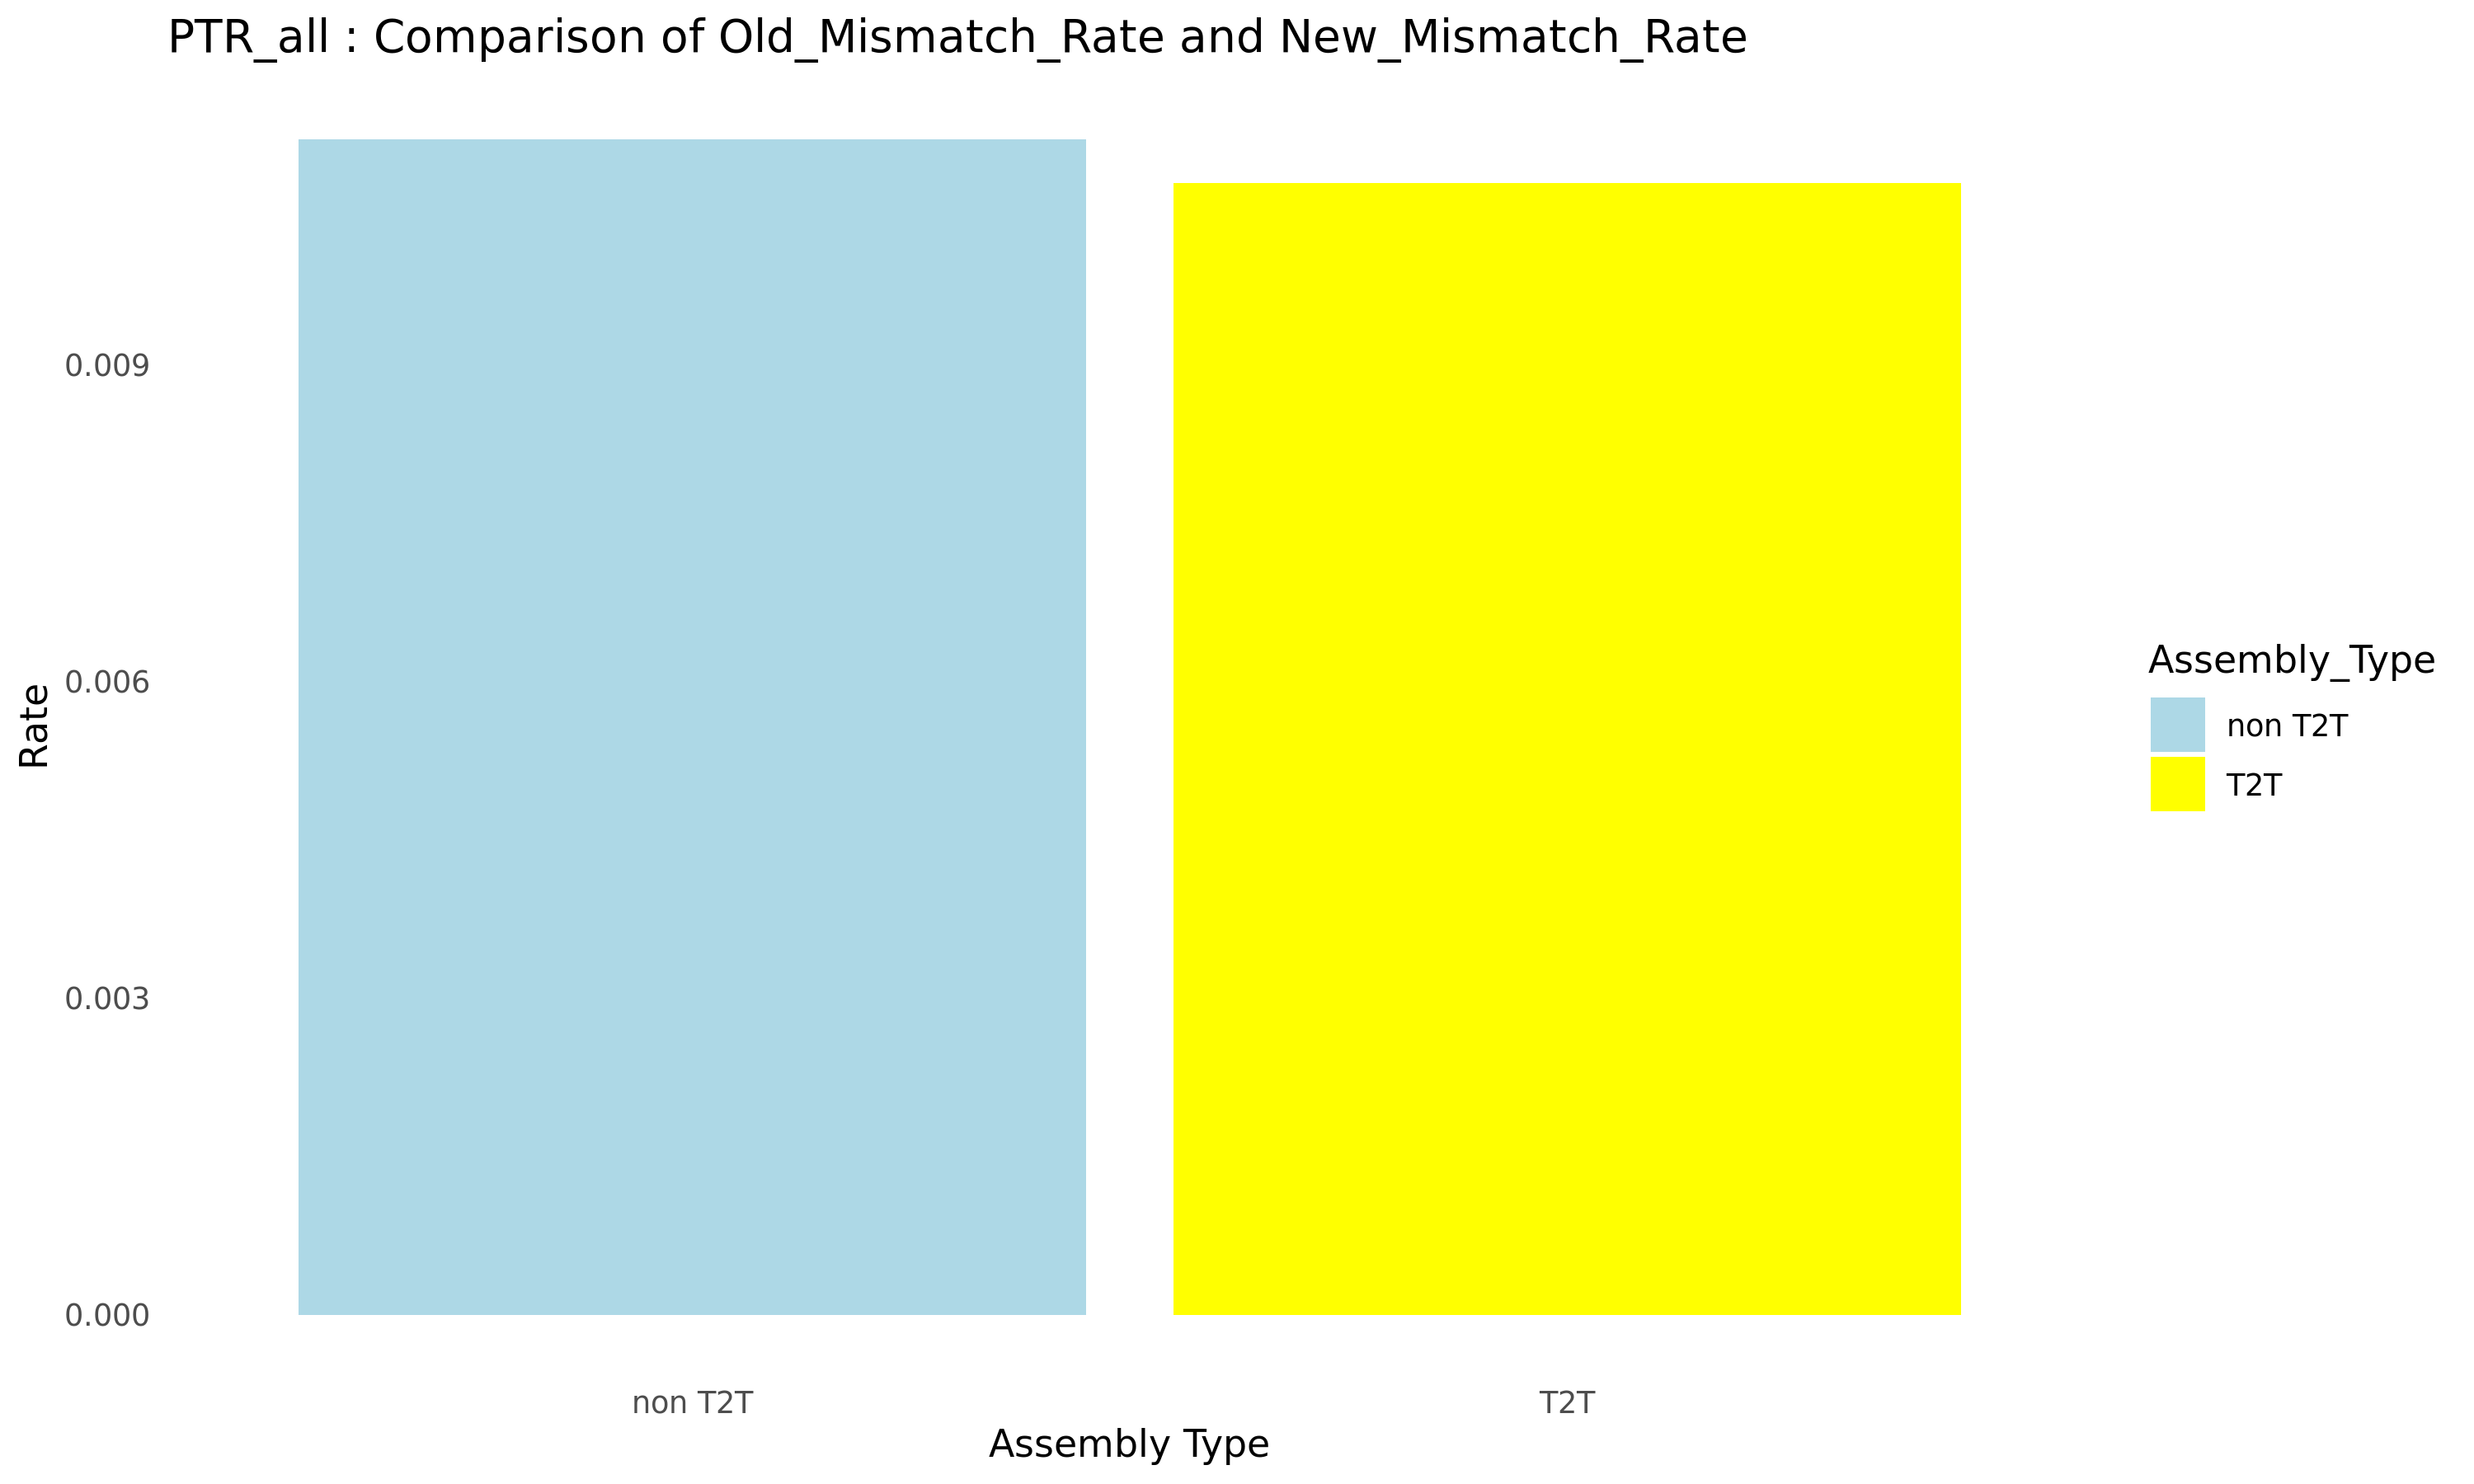 PTR_all : Comparison of Old_Mismatch_Rate and New_Mismatch_Rate
0.009
0.006
0.003
0.000
Rate
non T2T
T2T
Assembly Type
Assembly_Type
non T2T
T2T